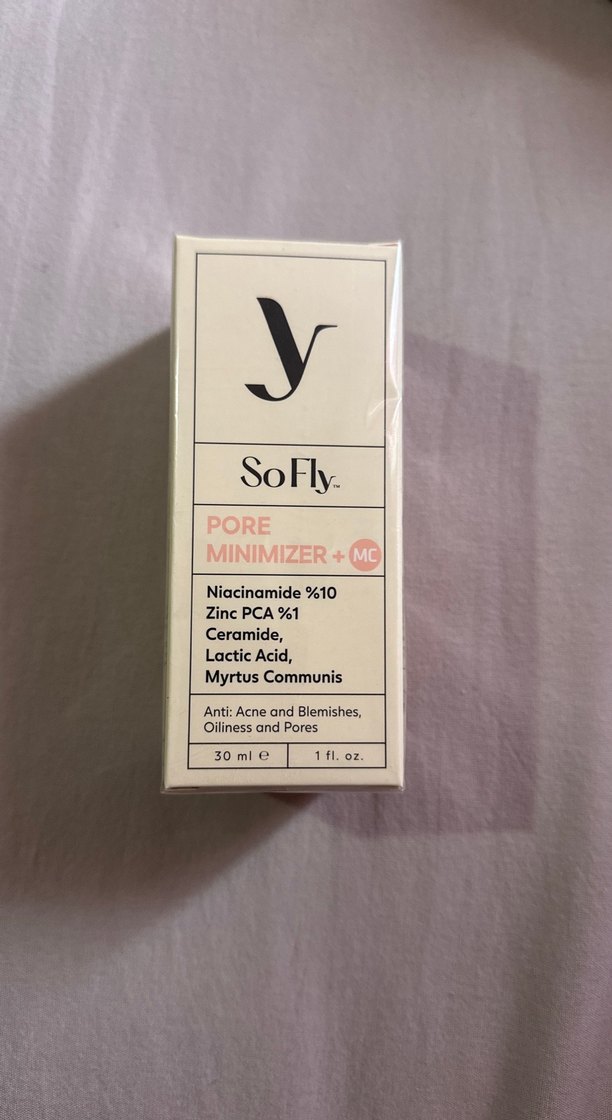 y
SoFly™
PORE
MINIMIZER + MC
Niacinamide %10
Zinc PCA %1
Ceramide,
Lactic Acid,
Myrtus Communis
Anti: Acne and Blemishes,
Oiliness and Pores
30 ml ℮
1 fl. oz.